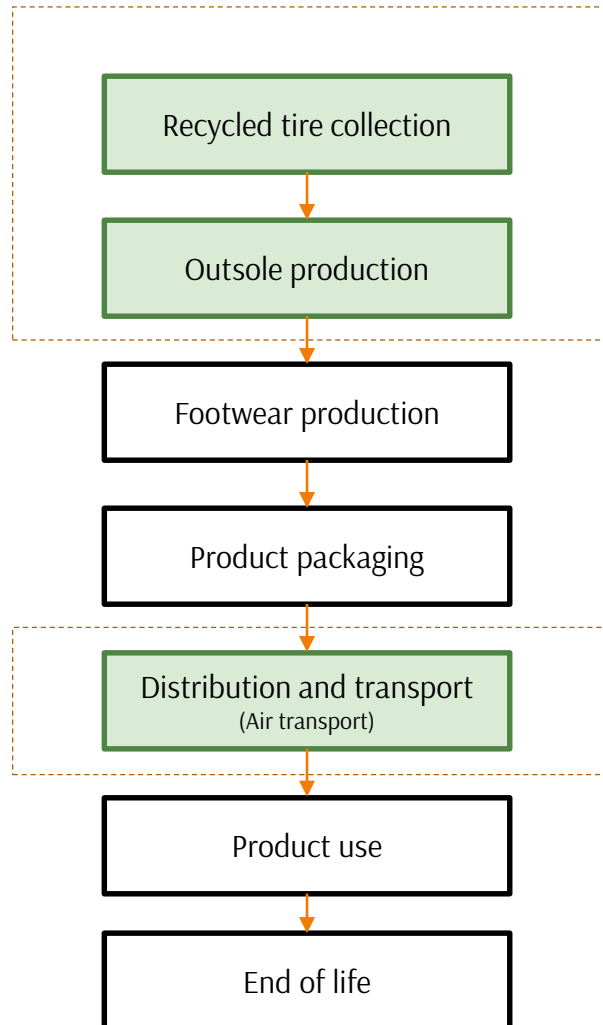 Recycled tire collection
Outsole production
Footwear production
Product packaging
Distribution and transport
(Air transport)
Product use
End of life